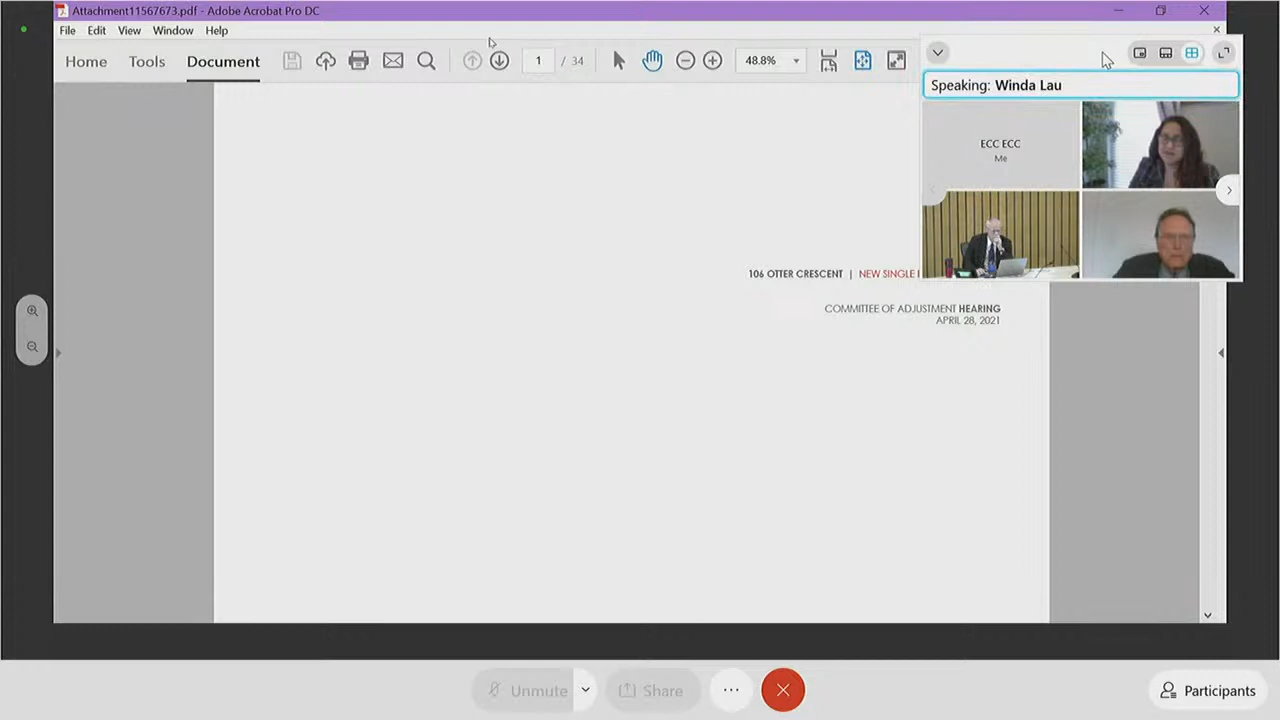 Attachment11567673.pdf - Adobe Acrobat Pro DC
File Edit View Window Help
Home Tools Document 1 / 34 48.8%
Speaking: Winda Lau
ECC ECC
Me
106 OTTER CRESCENT | NEW SINGLE
COMMITTEE OF ADJUSTMENT HEARING
APRIL 28, 2021
Unmute Share Participants